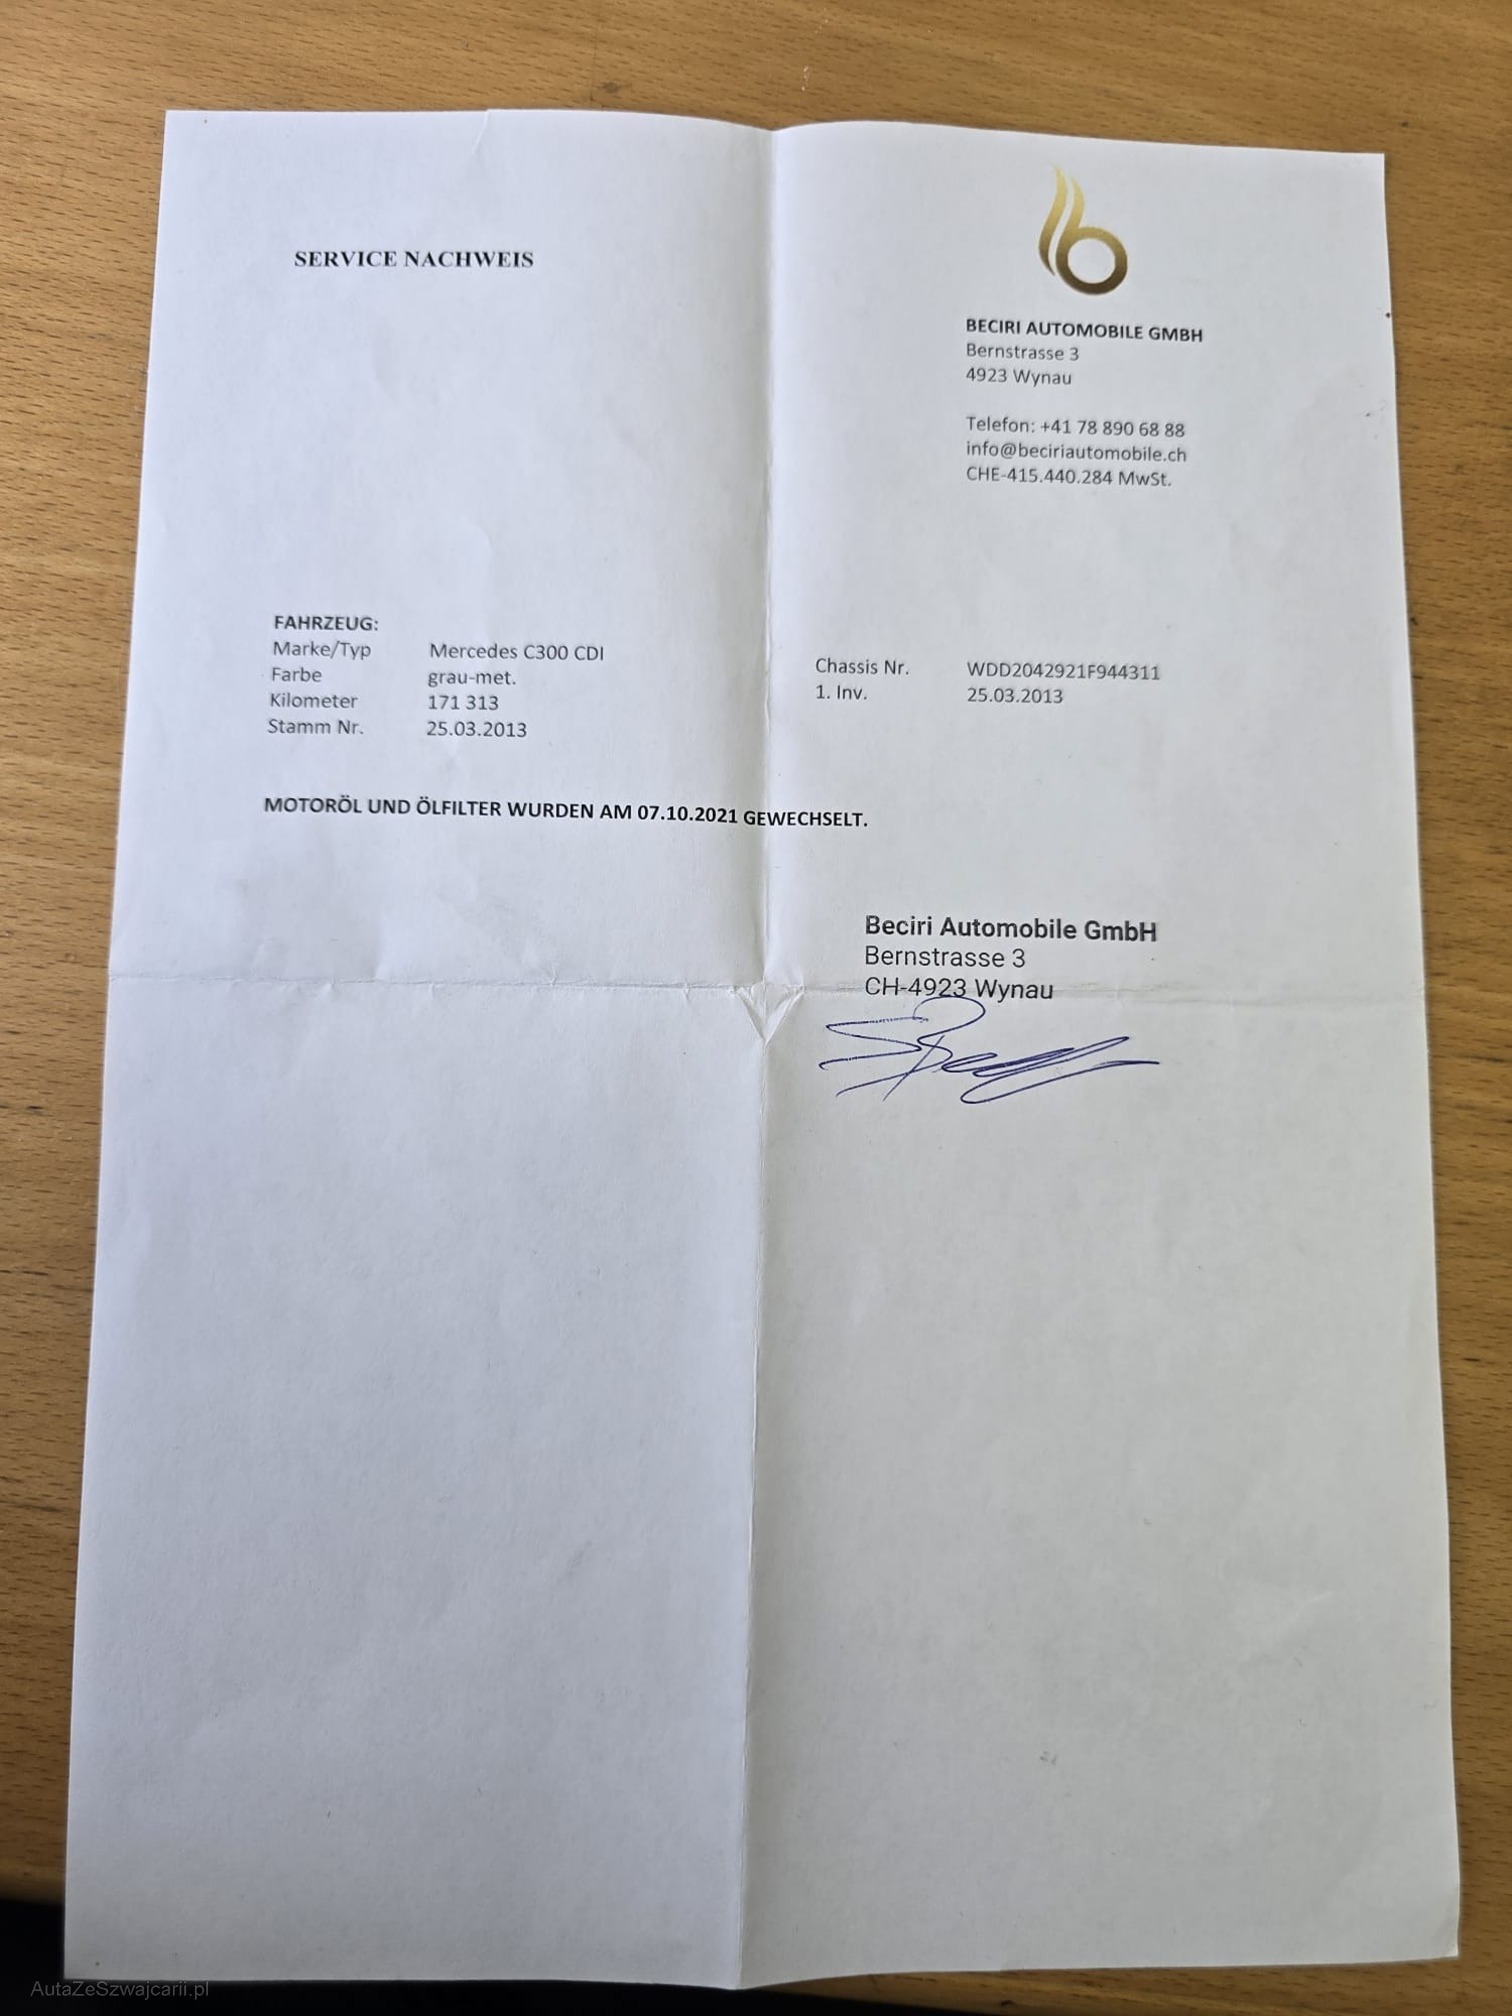 SERVICE NACHWEIS
BECIRI AUTOMOBILE GMBH
Bernstrasse 3
4923 Wynau
Telefon: +41 78 890 68 88
info@beciriautomobile.ch
CHE-415.440.284 MwSt.
FAHRZEUG:
Marke/Typ Mercedes C300 CDI
Farbe grau-met.
Kilometer 171 313
Stamm Nr. 25.03.2013
Chassis Nr. WDD2042921F944311
1. Inv. 25.03.2013
MOTORÖL UND ÖLFILTER WURDEN AM 07.10.2021 GEWECHSELT.
Beciri Automobile GmbH
Bernstrasse 3
CH-4923 Wynau
AutaZeSzwajcarii.pl